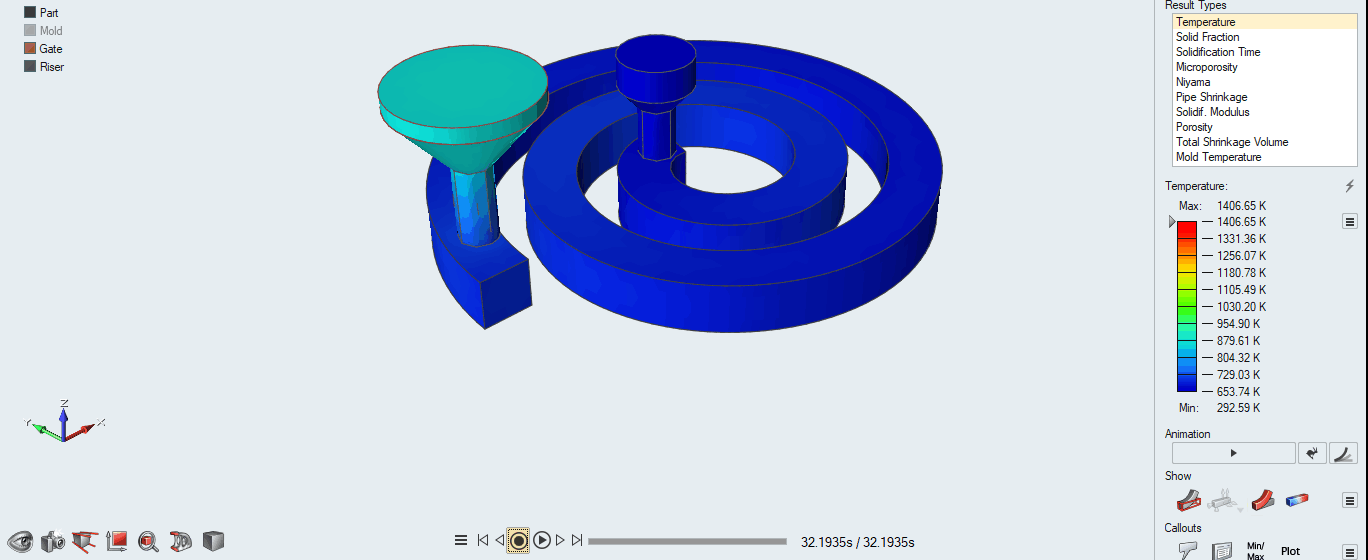 Part
Mold
Gate
Riser
Z
Y
X
32.1935s / 32.1935s
Result Types
Temperature
Solid Fraction
Solidification Time
Microporosity
Niyama
Pipe Shrinkage
Solidif. Modulus
Porosity
Total Shrinkage Volume
Mold Temperature
Temperature:
Max: 1406.65 K
1406.65 K
1331.36 K
1256.07 K
1180.78 K
1105.49 K
1030.20 K
954.90 K
879.61 K
804.32 K
729.03 K
653.74 K
Min: 292.59 K
Animation
Show
Callouts
Min/
Max
Plot